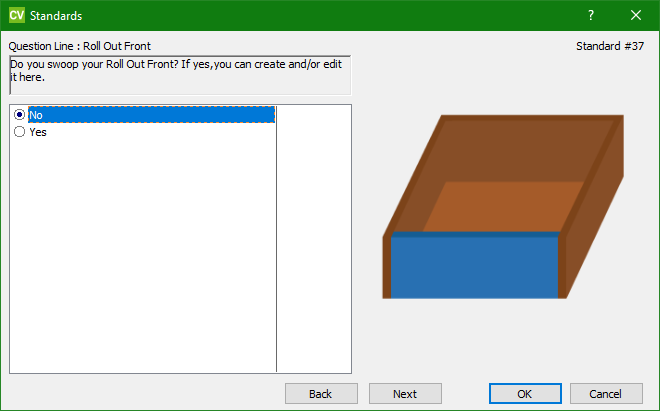 CV Standards
?
Question Line : Roll Out Front
Standard #37
Do you swoop your Roll Out Front? If yes,you can create and/or edit
it here.
No
Yes
Back
Next
OK
Cancel